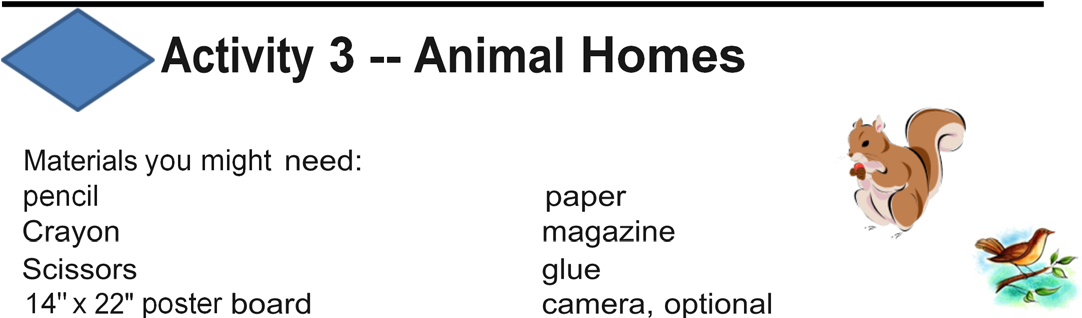 Activity 3 -- Animal Homes
Materials you might need:
pencil
paper
Crayon
magazine
Scissors
glue
14" x 22" poster board
camera, optional